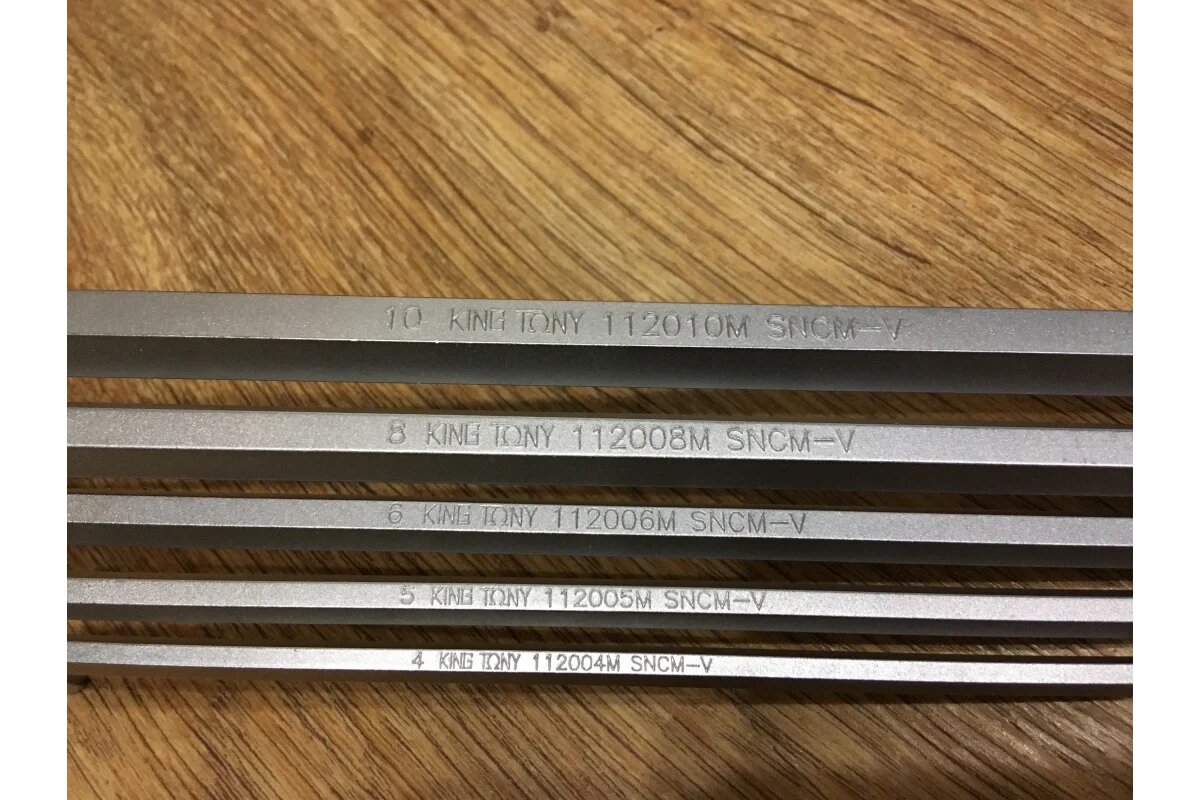 10 KING TONY 112010M SNCM-V
8 KING TONY 112008M SNCM-V
6 KING TONY 112006M SNCM-V
5 KING TONY 112005M SNCM-V
4 KING TONY 112004M SNCM-V